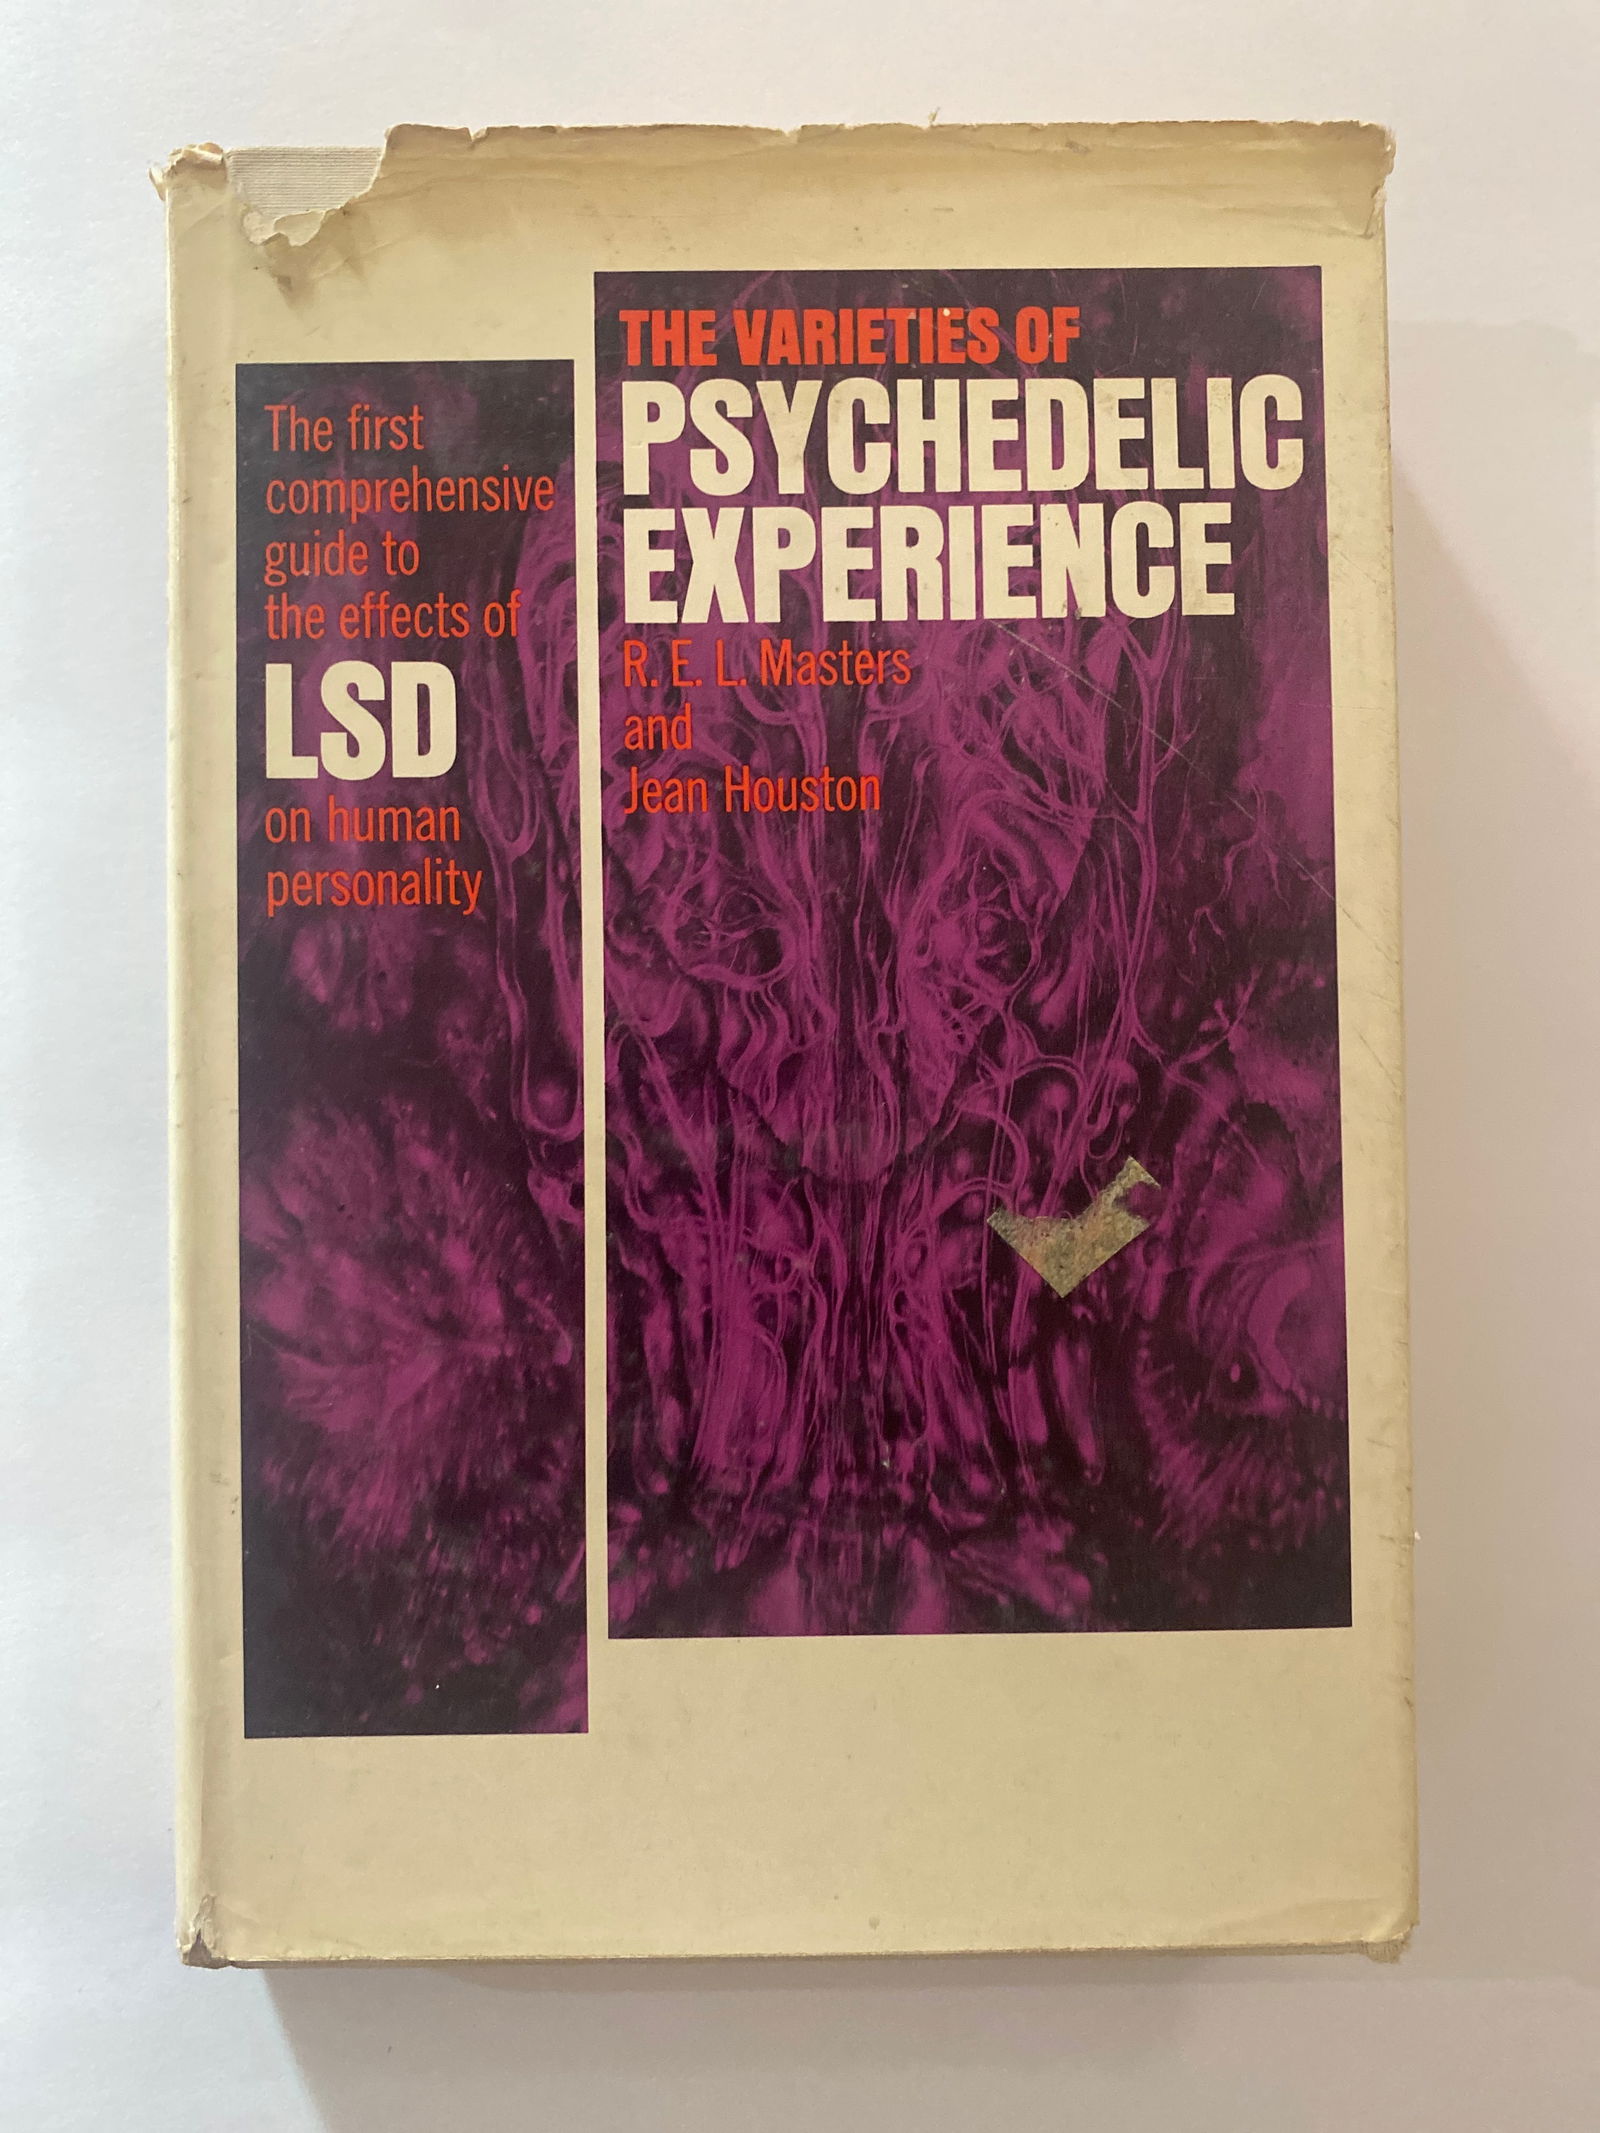 The first
comprehensive
guide to
the effects of
LSD
on human
personality
THE VARIETIES OF
PSYCHEDELIC
EXPERIENCE
R. E. L. Masters
and
Jean Houston